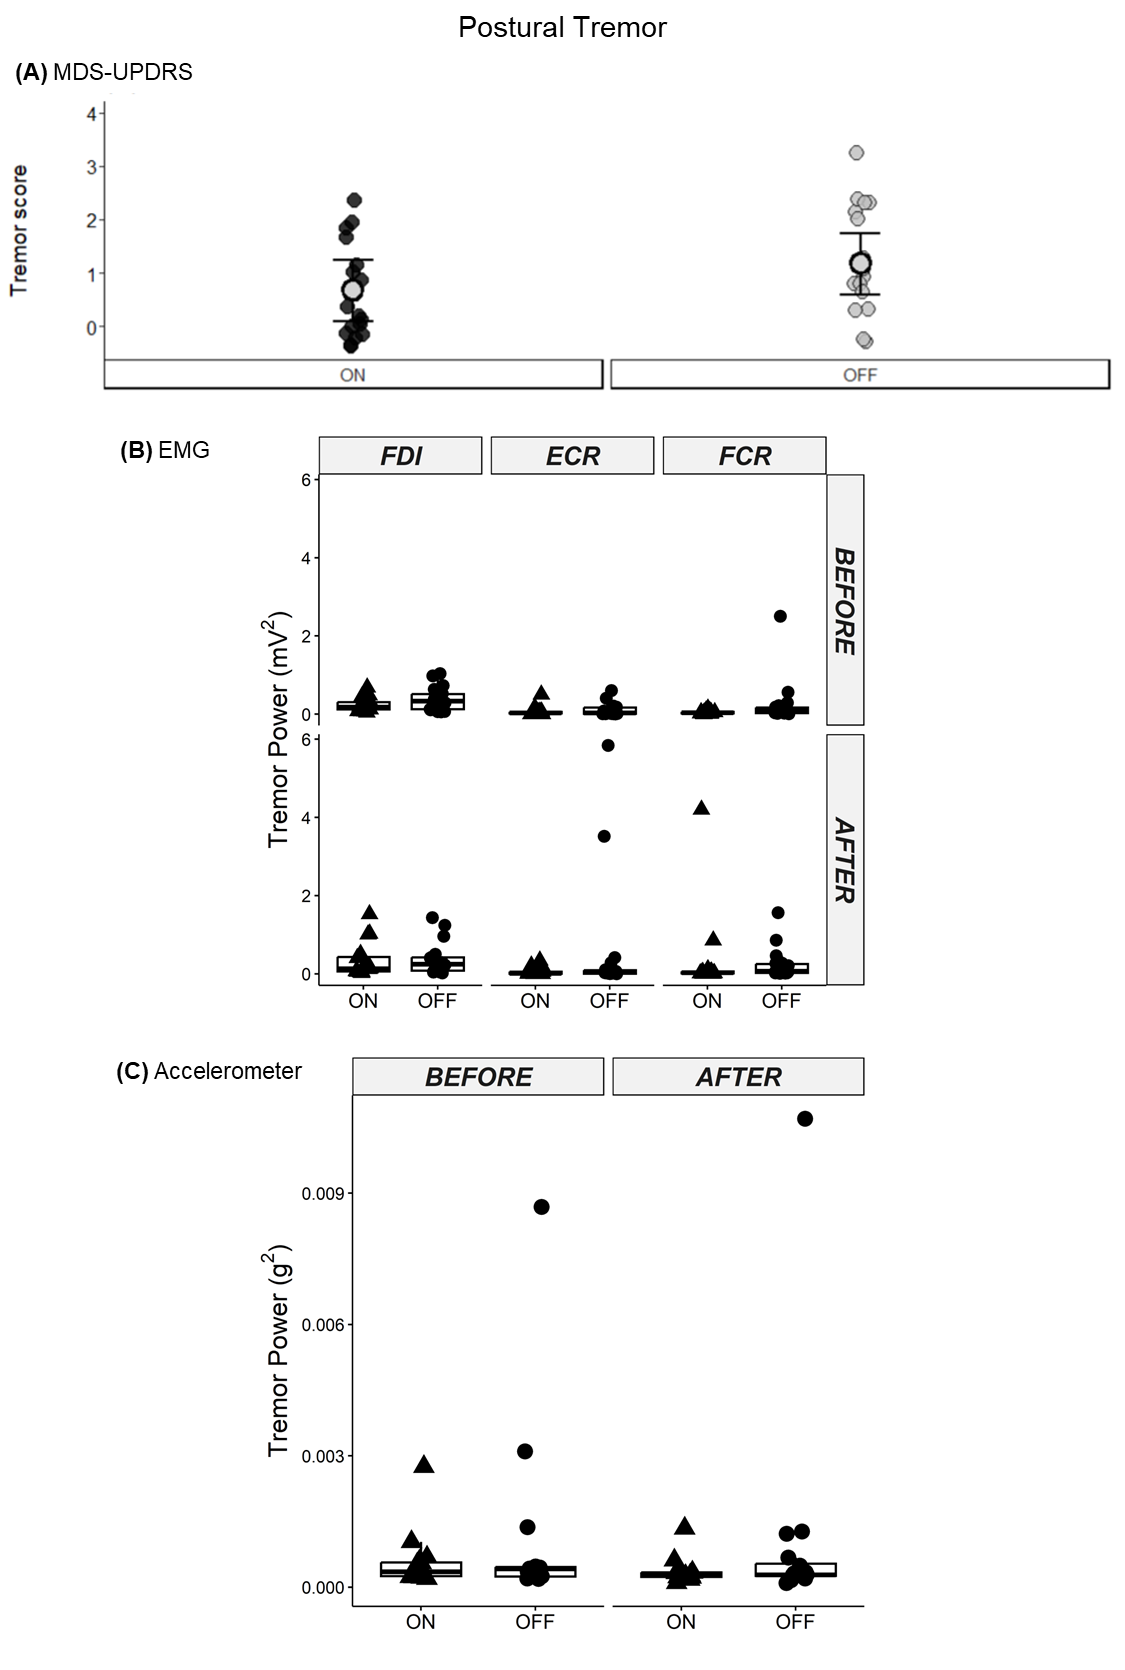 Postural Tremor
(A) MDS-UPDRS
Tremor score
4
3
2
1
0
ON OFF
(B) EMG
FDI ECR FCR
Tremor Power (mV²)
6
4
2
0
BEFORE
6
4
2
0
AFTER
ON OFF ON OFF ON OFF
(C) Accelerometer
BEFORE AFTER
Tremor Power (g²)
0.009
0.006
0.003
0.000
ON OFF ON OFF